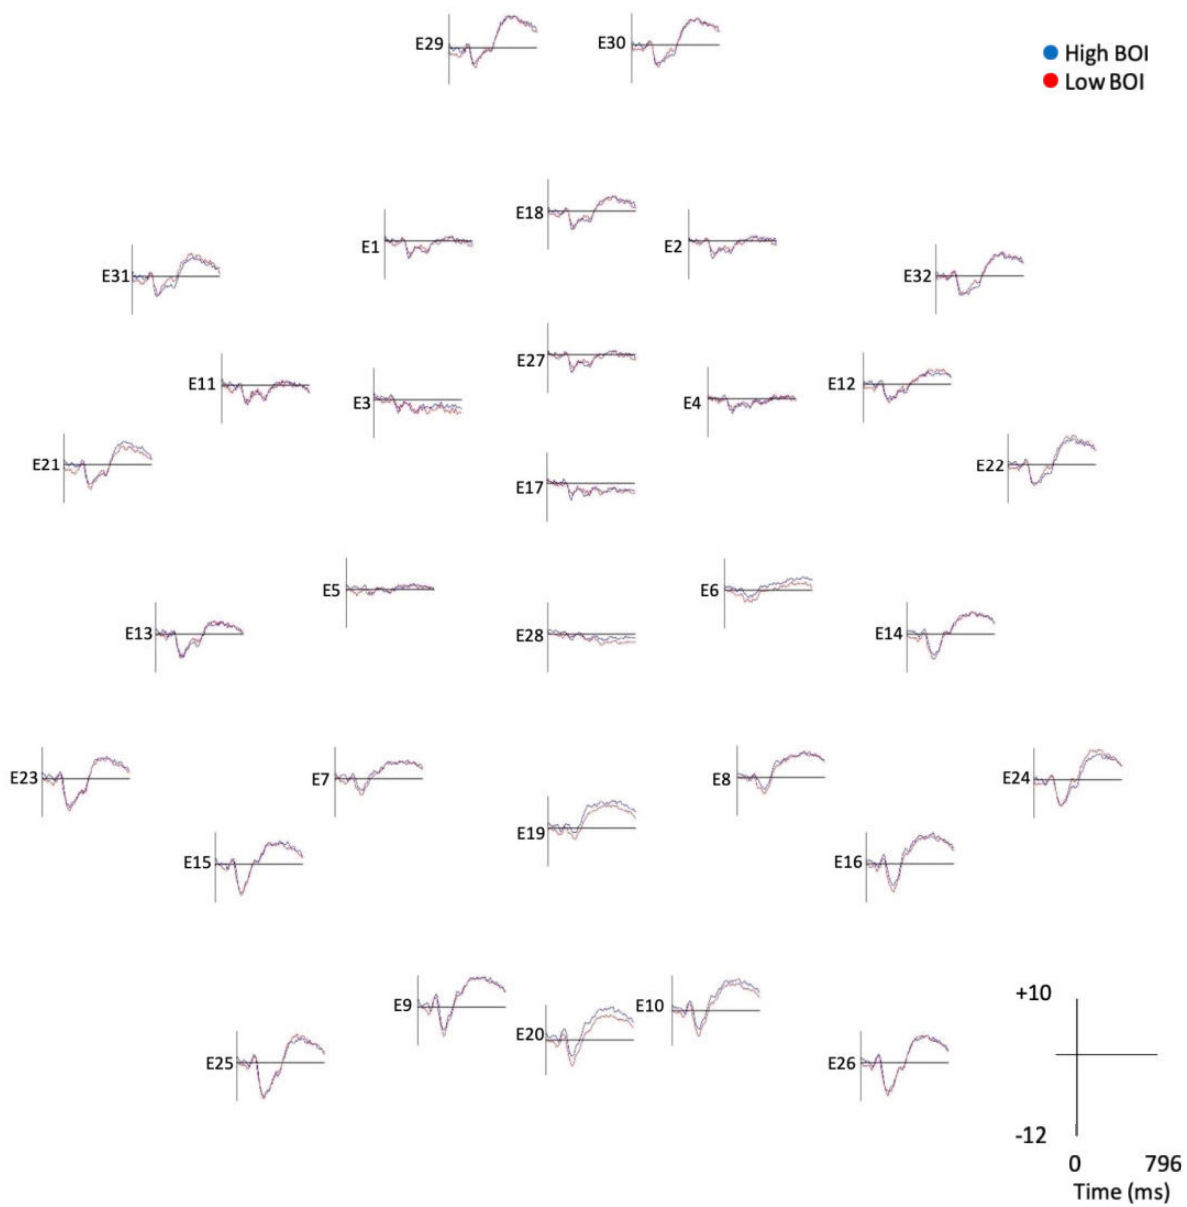 E29
E30
High BOI
Low BOI
E18
E1
E2
E31
E32
E27
E11
E3
E4
E12
E21
E22
E17
E5
E6
E13
E28
E14
E23
E7
E8
E24
E19
E15
E16
E9
E20
E10
+10
E25
E26
-12
0 796
Time (ms)